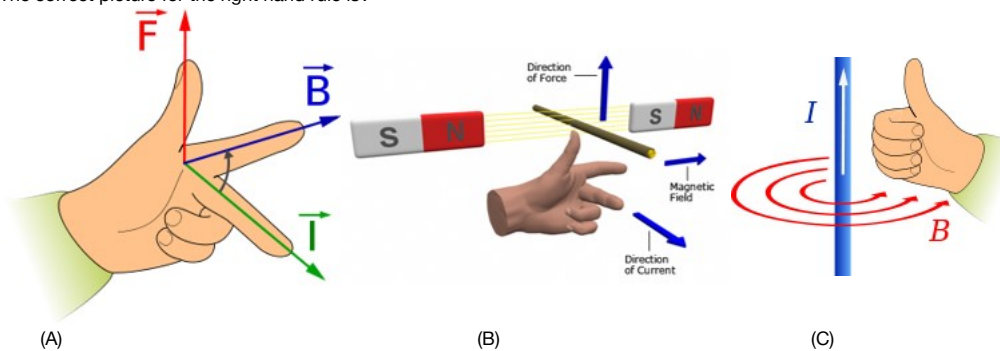 The correct picture for the right hand rule is?
F
B
I
Direction
of Force
S N
S N
Magnetic
Field
Direction
of Current
I
B
(A) (B) (C)